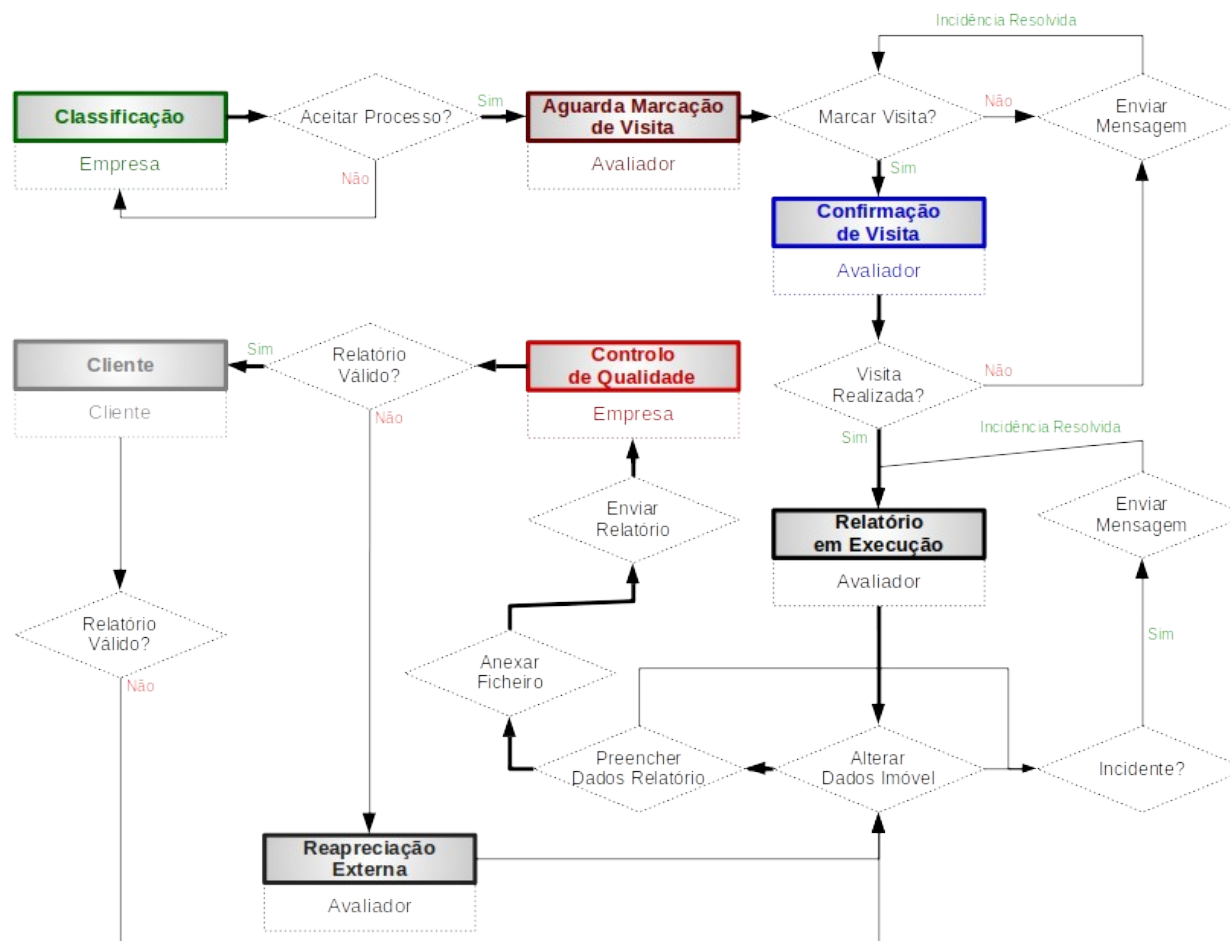 Incidência Resolvida
Classificação
Empresa
Aceitar Processo?
Sim
Não
Aguarda Marcação
de Visita
Avaliador
Marcar Visita?
Não
Enviar
Mensagem
Sim
Confirmação
de Visita
Avaliador
Cliente
Cliente
Sim
Relatório
Válido?
Não
Controlo
de Qualidade
Empresa
Visita
Realizada?
Não
Sim
Incidência Resolvida
Enviar
Relatório
Relatório
em Execução
Avaliador
Enviar
Mensagem
Sim
Relatório
Válido?
Não
Anexar
Ficheiro
Preencher
Dados Relatório
Alterar
Dados Imóvel
Incidente?
Reapreciação
Externa
Avaliador